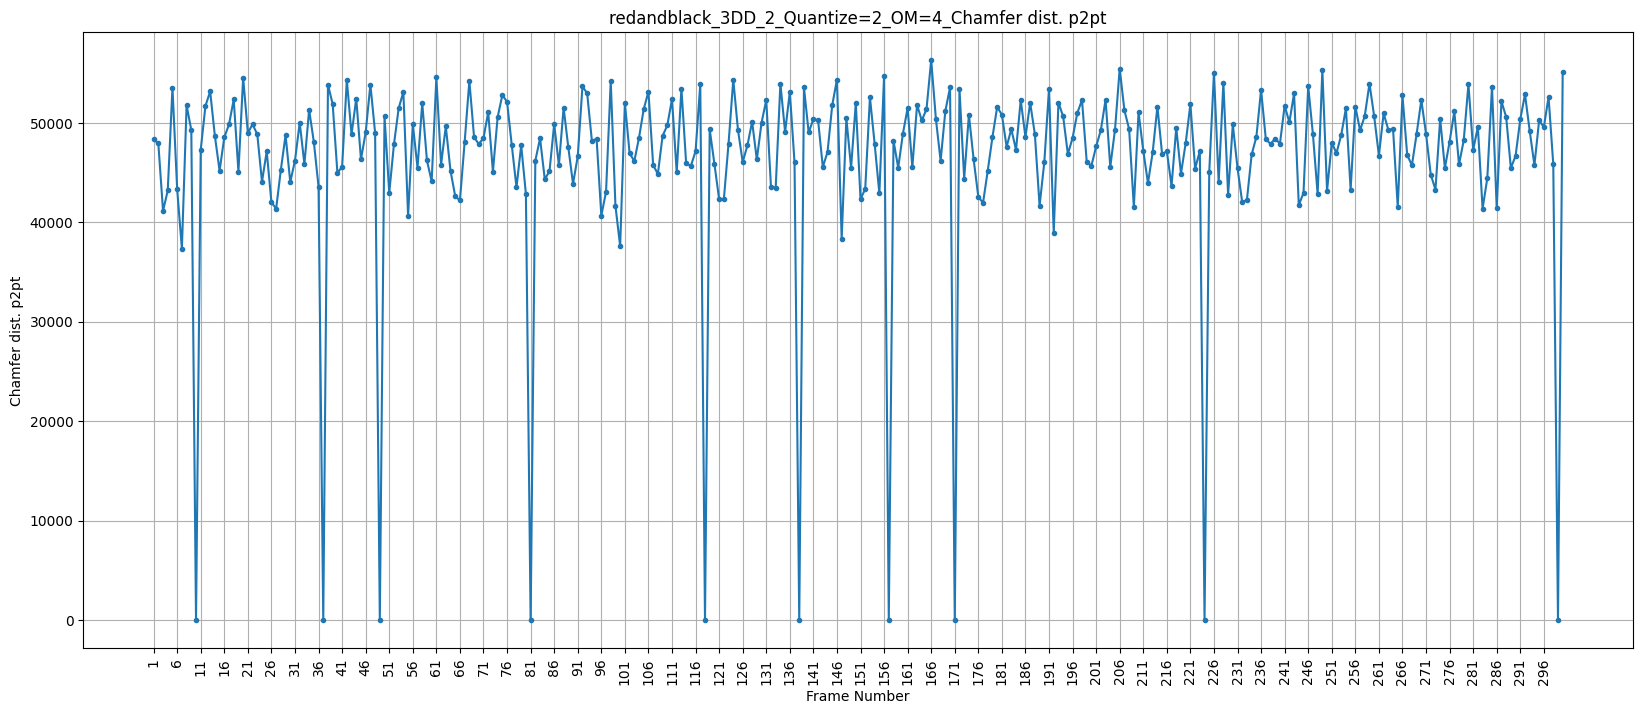 redandblack_3DD_2_Quantize=2_OM=4_Chamfer dist. p2pt
Chamfer dist. p2pt
50000
40000
30000
20000
10000
0
1 6 11 16 21 26 31 36 41 46 51 56 61 66 71 76 81 86 91 96 101 106 111 116 121 126 131 136 141 146 151 156 161 166 171 176 181 186 191 196 201 206 211 216 221 226 231 236 241 246 251 256 261 266 271 276 281 286 291 296
Frame Number